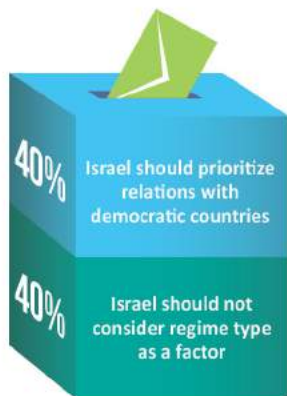 40%
Israel should prioritize
relations with
democratic countries
40%
Israel should not
consider regime type
as a factor